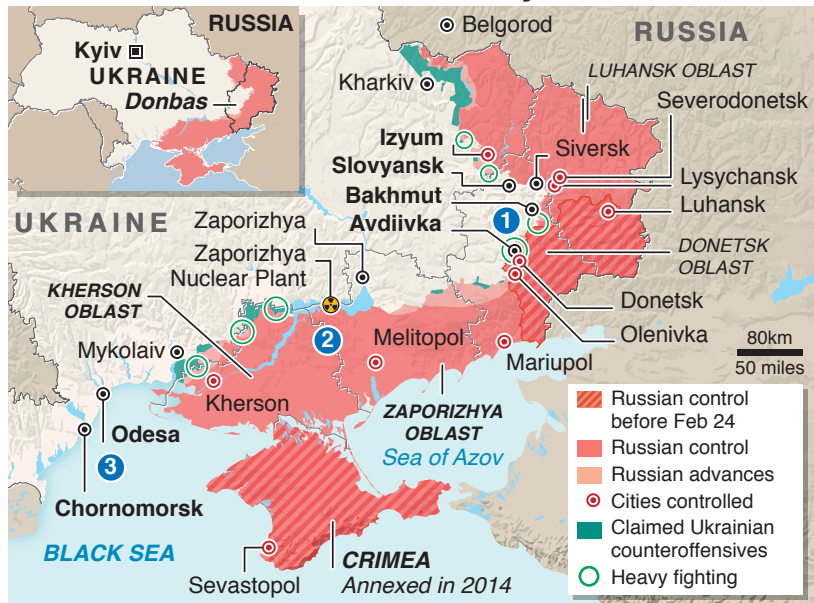 RUSSIA
Kyiv
UKRAINE
Donbas
Belgorod
RUSSIA
Kharkiv
LUHANSK OBLAST
Severodonetsk
Izyum
Siversk
Slovyansk
Lysychansk
Bakhmut
Luhansk
UKRAINE
Zaporizhya
Avdiivka
1
Zaporizhya
Nuclear Plant
DONETSK
OBLAST
KHERSON
OBLAST
Donetsk
2
Olenivka
Mykolaiv
Melitopol
Mariupol
80km
50 miles
Kherson
ZAPORIZHYA
OBLAST
Odesa
Sea of Azov
3
Chornomorsk
BLACK SEA
CRIMEA
Annexed in 2014
Sevastopol
Russian control
before Feb 24
Russian control
Russian advances
Cities controlled
Claimed Ukrainian
counteroffensives
Heavy fighting